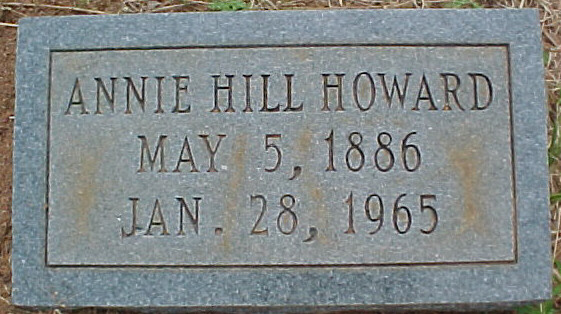 ANNIE HILL HOWARD
MAY 5, 1886
JAN. 28, 1965